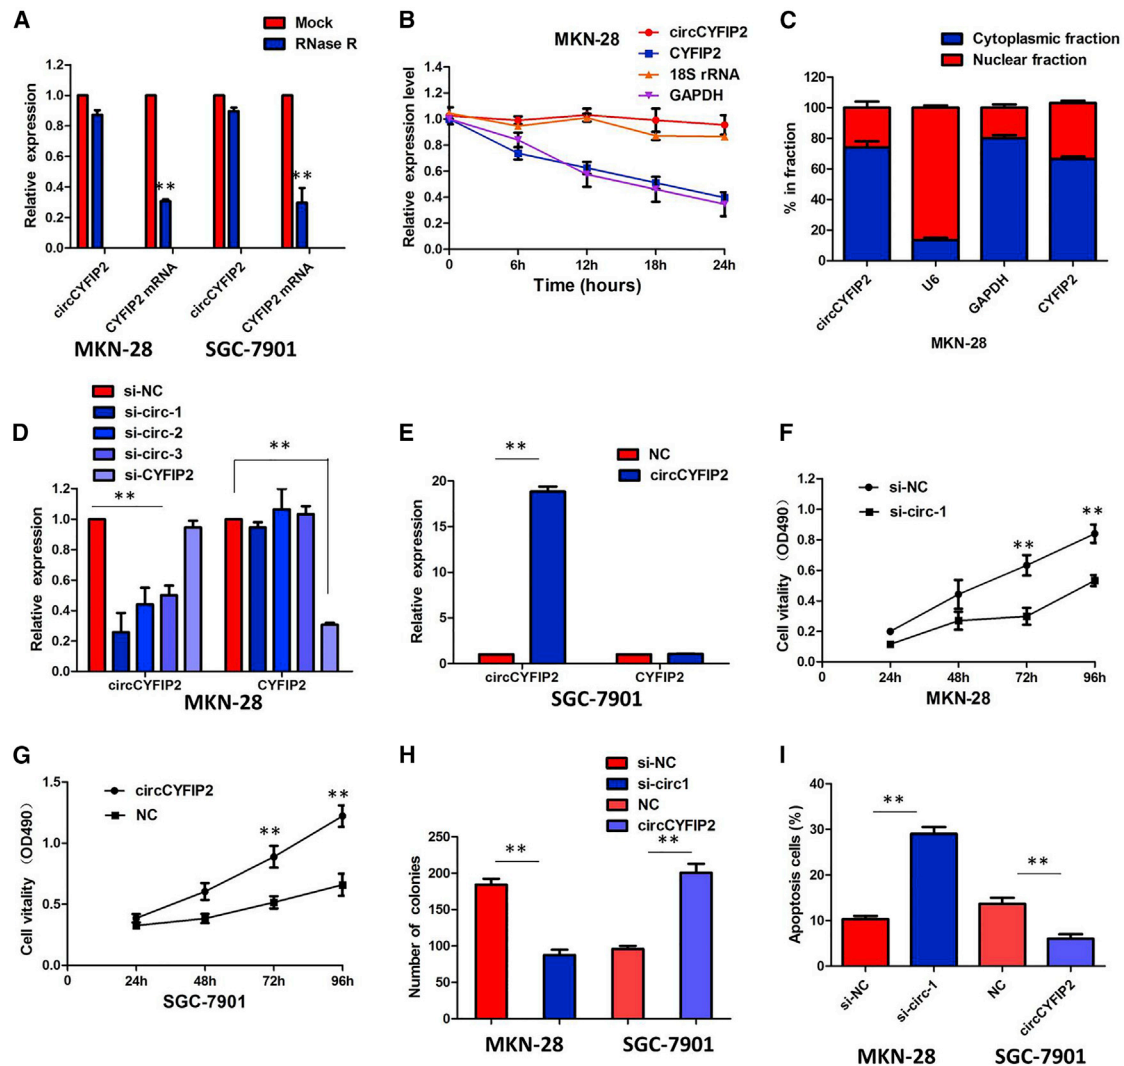 A
Mock
RNase R
Relative expression
1.2
1.0
0.8
0.6
0.4
0.2
0.0
**
**
circCYFIP2
CYFIP2 mRNA
circCYFIP2
CYFIP2 mRNA
MKN-28
SGC-7901
B
MKN-28
circCYFIP2
CYFIP2
18S rRNA
GAPDH
Relative expression level
1.4
1.2
1.0
0.8
0.6
0.4
0.2
0.0
0 6h 12h 18h 24h
Time (hours)
C
Cytoplasmic fraction
Nuclear fraction
% in fraction
120
100
80
60
40
20
0
circCYFIP2
U6
GAPDH
CYFIP2
MKN-28
D
si-NC
si-circ-1
si-circ-2
si-circ-3
si-CYFIP2
Relative expression
1.2
1.0
0.8
0.6
0.4
0.2
0.0
**
**
circCYFIP2 CYFIP2
MKN-28
E
NC
circCYFIP2
Relative expression
20
15
10
5
0
**
circCYFIP2 CYFIP2
SGC-7901
F
si-NC
si-circ-1
Cell vitality（OD490）
1.2
1.0
0.8
0.6
0.4
0.2
0.0
**
**
0 24h 48h 72h 96h
MKN-28
G
circCYFIP2
NC
Cell vitality（OD490）
1.5
1.0
0.5
0.0
**
**
0 24h 48h 72h 96h
SGC-7901
H
si-NC
si-circ1
NC
circCYFIP2
Number of colonies
250
200
150
100
50
0
**
**
MKN-28 SGC-7901
I
Apoptosis cells (%)
40
30
20
10
0
**
**
si-NC
si-circ-1
NC
circCYFIP2
MKN-28 SGC-7901